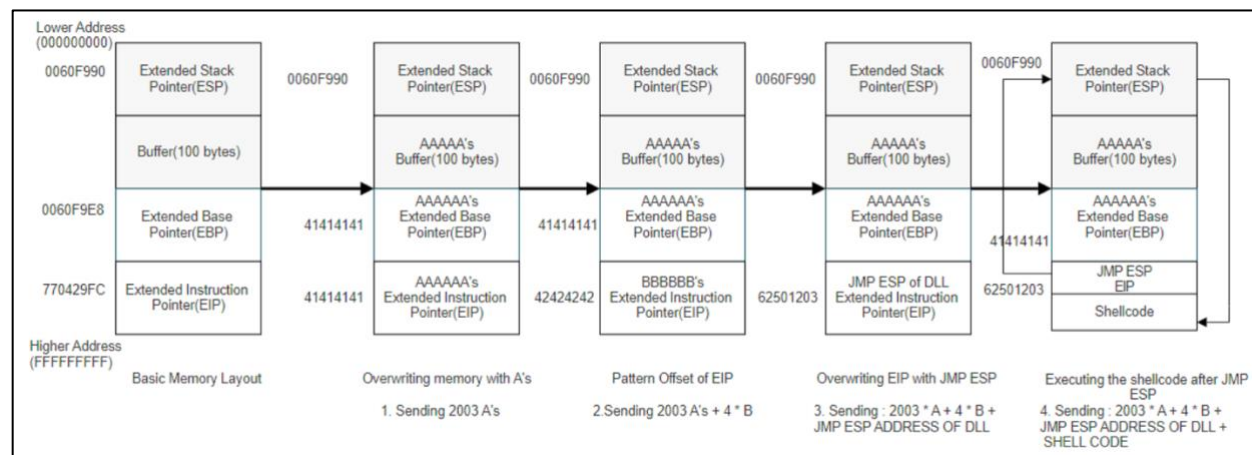 Lower Address
(000000000)
0060F990
Extended Stack
Pointer(ESP)
Buffer(100 bytes)
0060F9E8
Extended Base
Pointer(EBP)
770429FC
Extended Instruction
Pointer(EIP)
Higher Address
(FFFFFFFFF)
Basic Memory Layout
0060F990
Extended Stack
Pointer(ESP)
AAAAA's
Buffer(100 bytes)
41414141
AAAAAA's
Extended Base
Pointer(EBP)
41414141
AAAAAA's
Extended Instruction
Pointer(EIP)
Overwriting memory with A's
1. Sending 2003 A's
0060F990
Extended Stack
Pointer(ESP)
AAAAA's
Buffer(100 bytes)
41414141
AAAAAA's
Extended Base
Pointer(EBP)
42424242
BBBBBB's
Extended Instruction
Pointer(EIP)
Pattern Offset of EIP
2.Sending 2003 A's + 4 * B
0060F990
Extended Stack
Pointer(ESP)
AAAAA's
Buffer(100 bytes)
AAAAAA's
Extended Base
Pointer(EBP)
62501203
JMP ESP of DLL
Extended Instruction
Pointer(EIP)
Overwriting EIP with JMP ESP
3. Sending : 2003 * A + 4 * B +
JMP ESP ADDRESS OF DLL
0060F990
Extended Stack
Pointer(ESP)
AAAAA's
Buffer(100 bytes)
41414141
AAAAAA's
Extended Base
Pointer(EBP)
62501203
JMP ESP
EIP
Shellcode
Executing the shellcode after JMP
ESP
4. Sending : 2003 * A + 4 * B +
JMP ESP ADDRESS OF DLL +
SHELL CODE